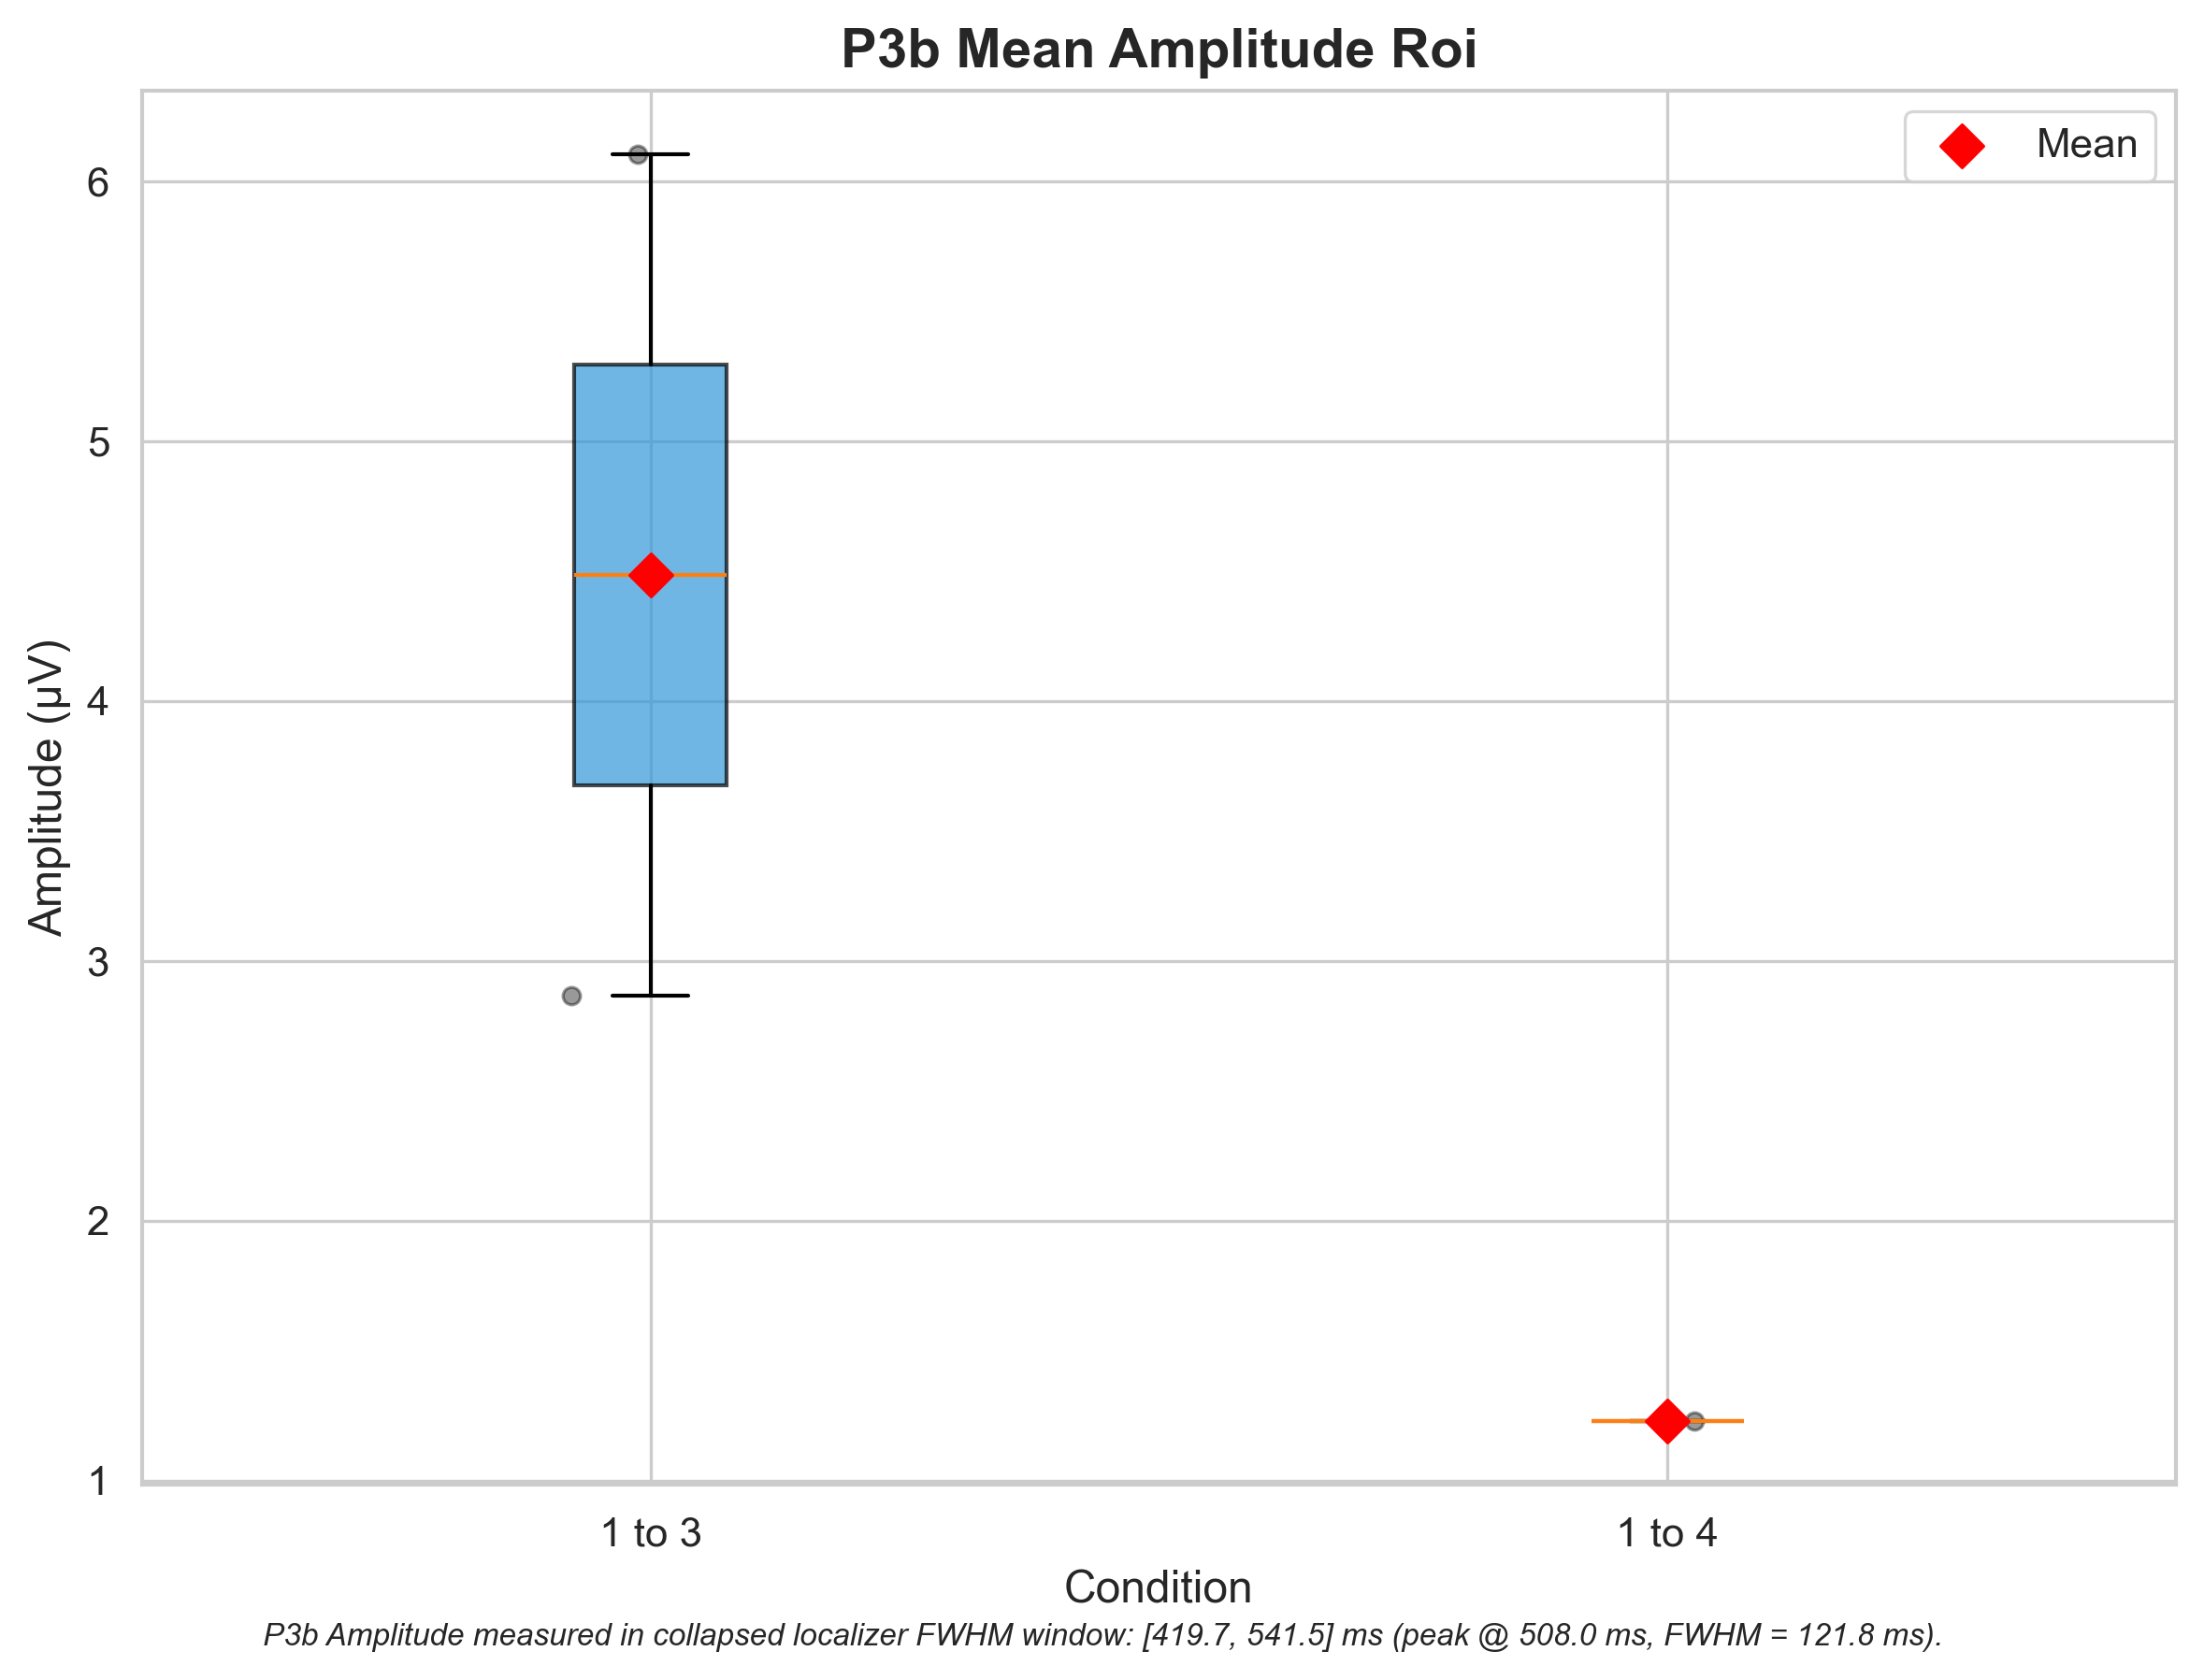 P3b Mean Amplitude Roi
Mean
Amplitude (µV)
6
5
4
3
2
1
1 to 3
1 to 4
Condition
P3b Amplitude measured in collapsed localizer FWHM window: [419.7, 541.5] ms (peak @ 508.0 ms, FWHM = 121.8 ms).